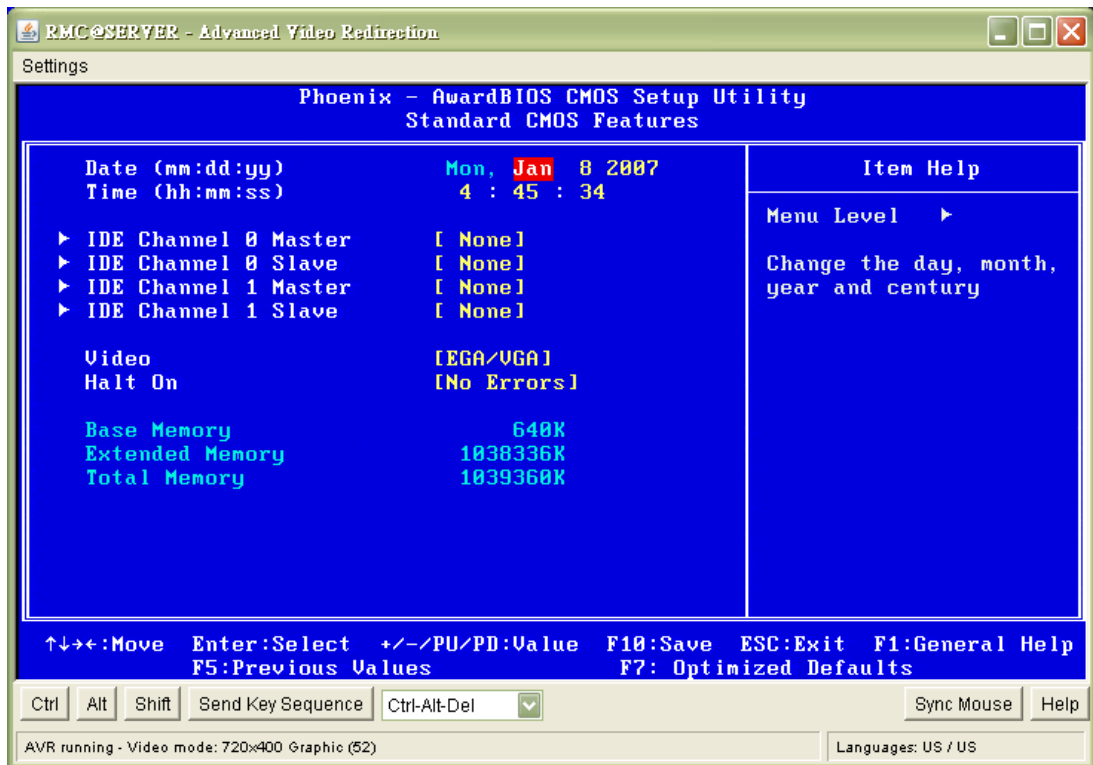 RMC@SERVER - Advanced Video Redirection
Settings
Phoenix - AwardBIOS CMOS Setup Utility
Standard CMOS Features
Date (mm:dd:yy) Mon, Jan 8 2007
Time (hh:mm:ss) 4 : 45 : 34
IDE Channel 0 Master [ None]
IDE Channel 0 Slave [ None]
IDE Channel 1 Master [ None]
IDE Channel 1 Slave [ None]
Video [EGA/VGA]
Halt On [No Errors]
Base Memory 640K
Extended Memory 1038336K
Total Memory 1039360K
Item Help
Menu Level ►
Change the day, month,
year and century
↑↓→←:Move Enter:Select +/-/PU/PD:Value F10:Save ESC:Exit F1:General Help
F5:Previous Values F7: Optimized Defaults
Ctrl Alt Shift Send Key Sequence Ctrl-Alt-Del Sync Mouse Help
AVR running - Video mode: 720x400 Graphic (52) Languages: US / US